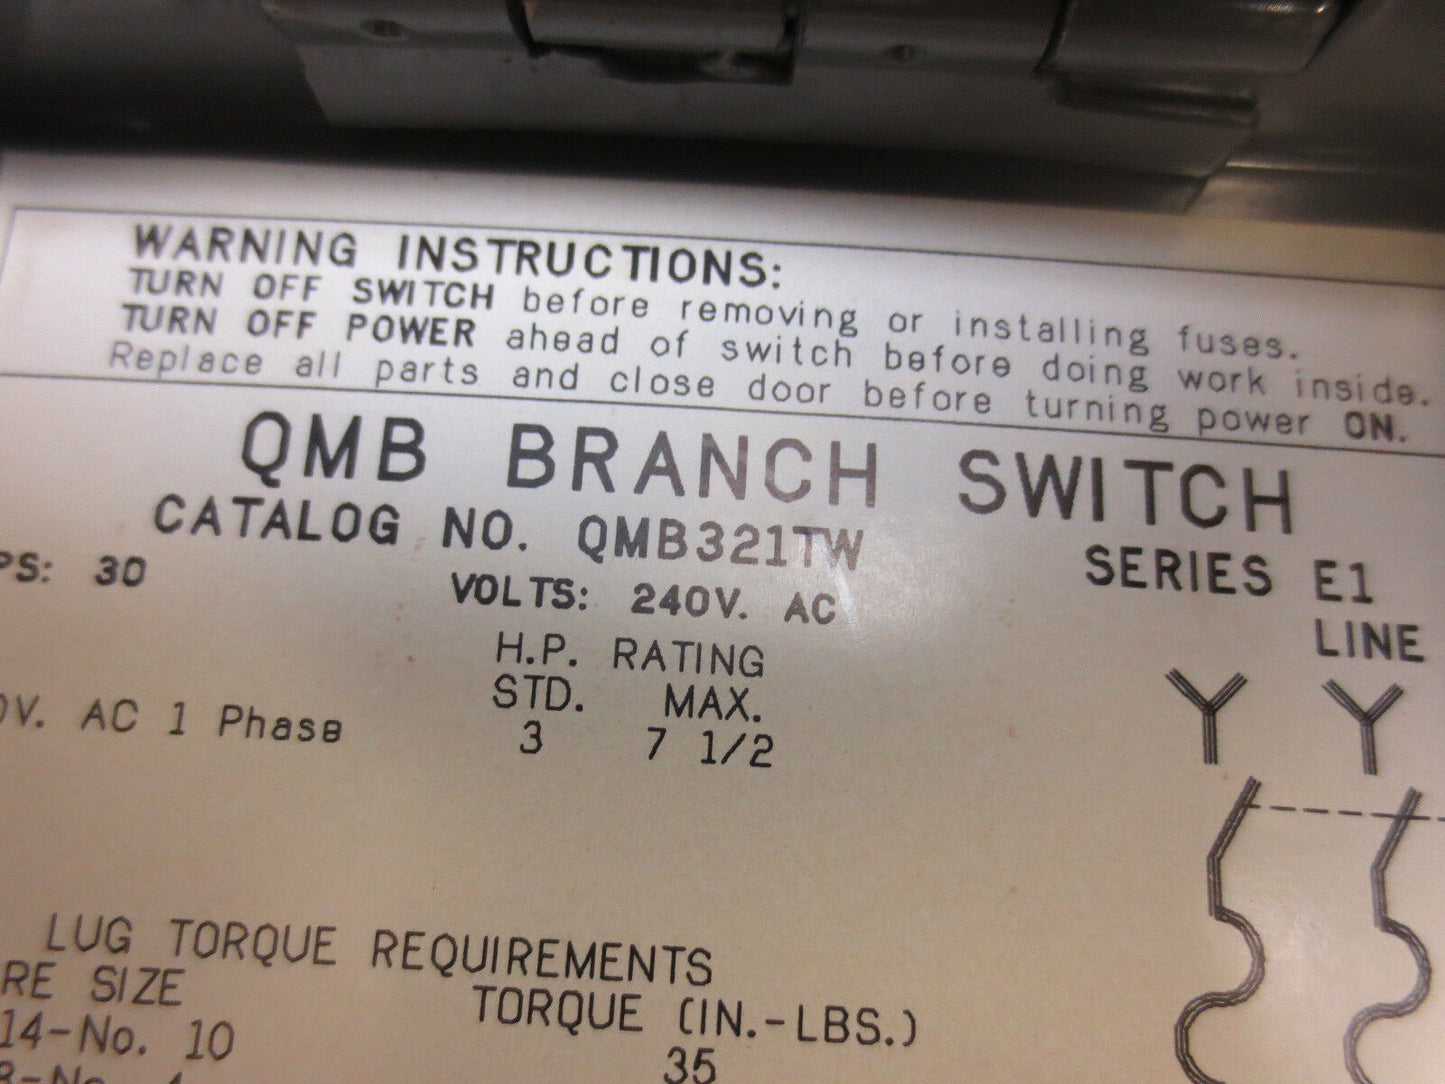 WARNING INSTRUCTIONS:
TURN OFF SWITCH before removing or installing fuses.
TURN OFF POWER ahead of switch before doing work inside.
Replace all parts and close door before turning power ON.
QMB BRANCH SWITCH
CATALOG NO. QMB321TW
SERIES E1
PS: 30
VOLTS: 240V. AC
LINE
H.P. RATING
STD. MAX.
0V. AC 1 Phase 3 7 1/2
LUG TORQUE REQUIREMENTS
RE SIZE TORQUE (IN.-LBS.)
14-No. 10 35
8-No. 4